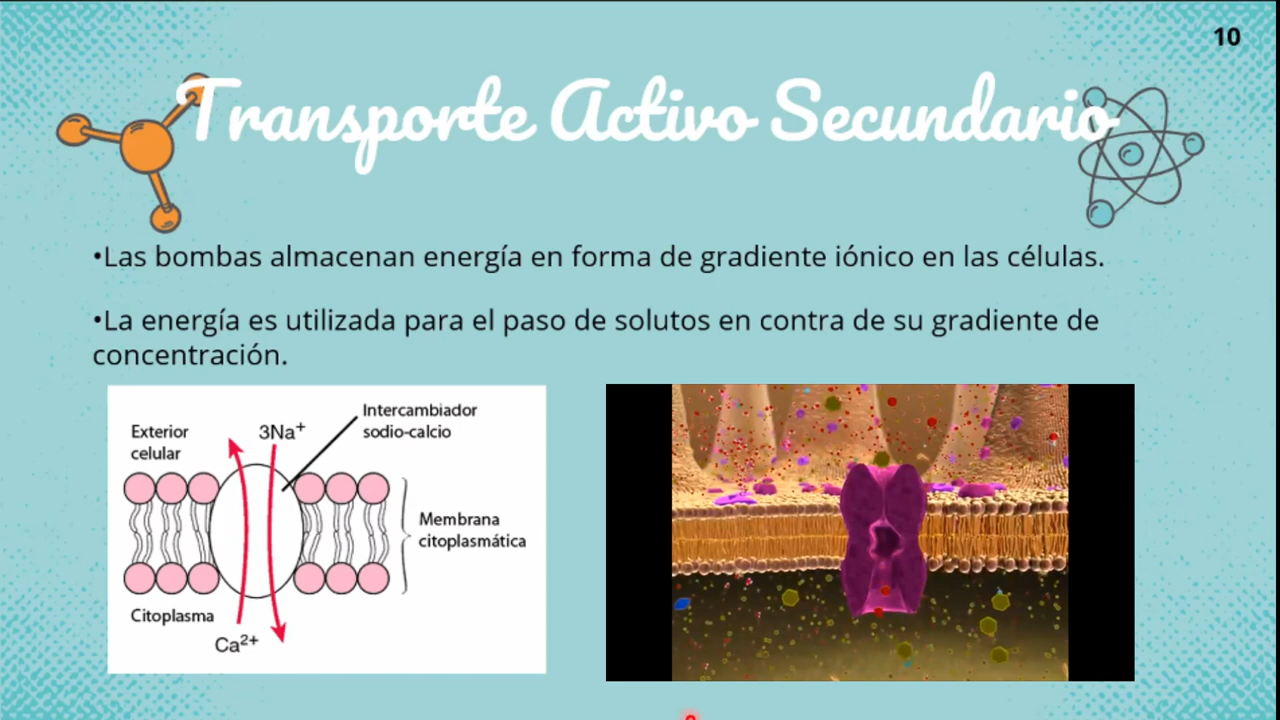 10
Transporte Activo Secundario
•Las bombas almacenan energía en forma de gradiente iónico en las células.
•La energía es utilizada para el paso de solutos en contra de su gradiente de
concentración.
Intercambiador
sodio-calcio
Exterior
celular
3Na⁺
Membrana
citoplasmática
Citoplasma
Ca²⁺